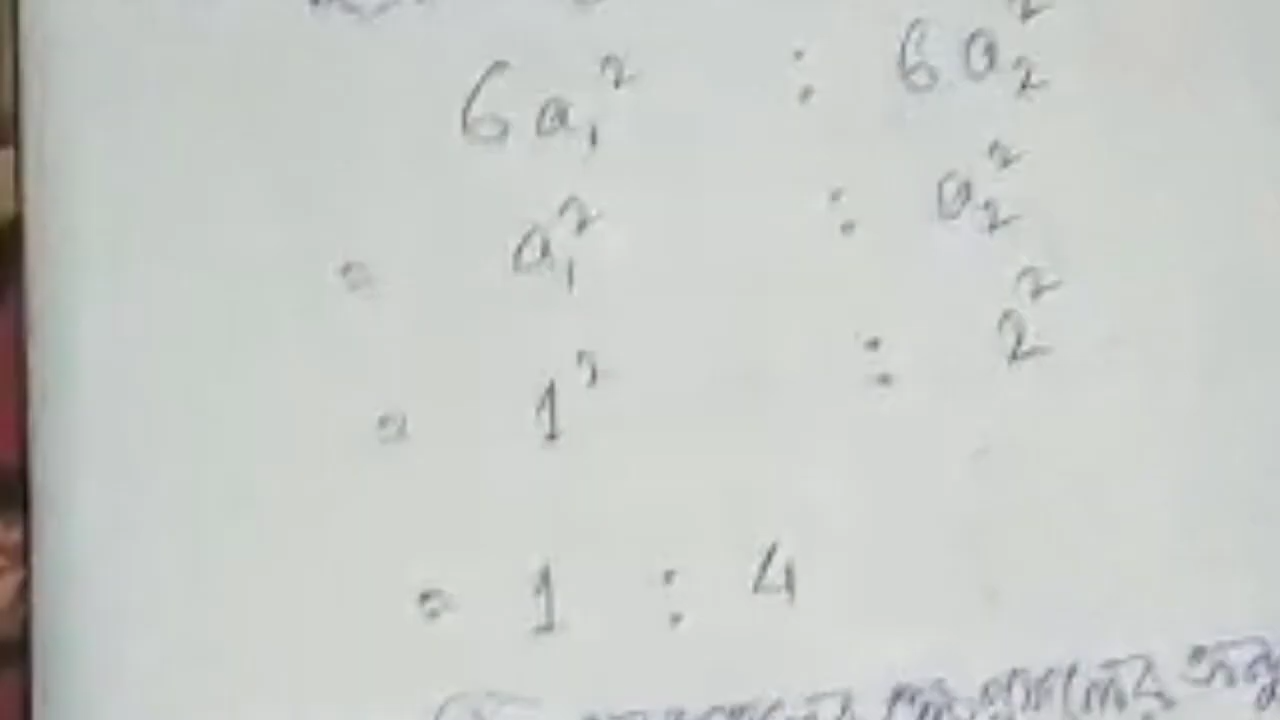 6a₁² : 6a₂²
= a₁² : a₂²
= 1² : 2²
= 1 : 4